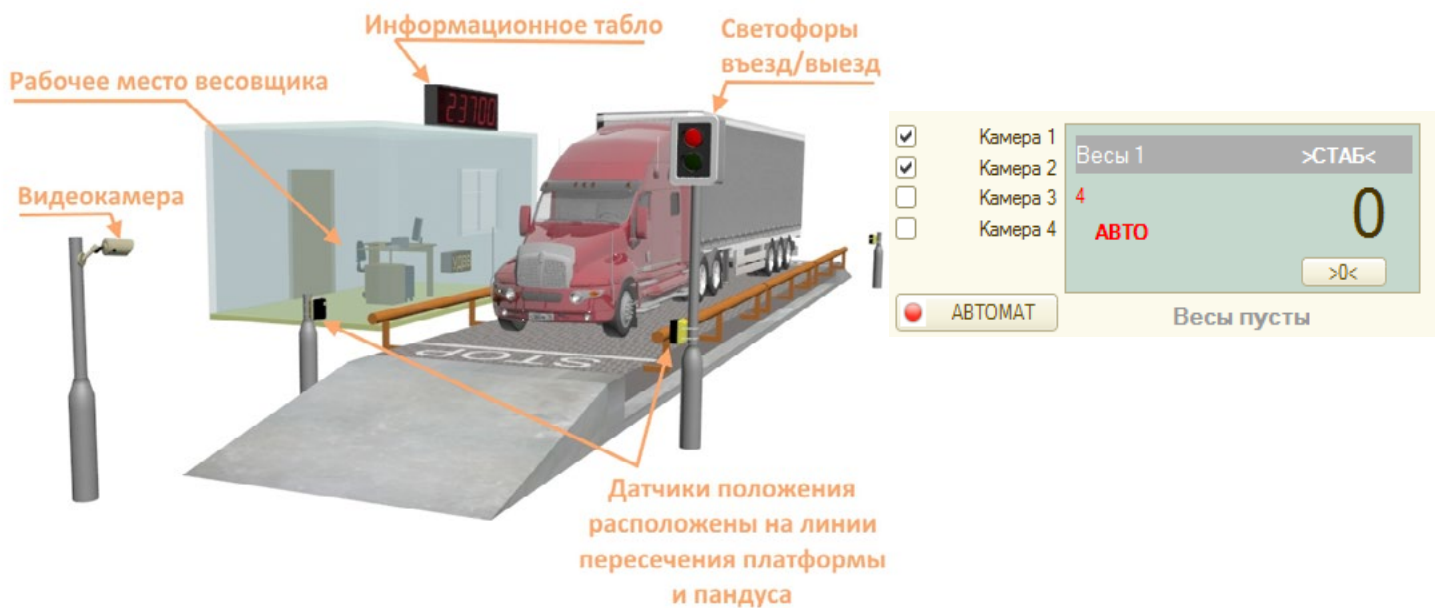 Информационное табло
Светофоры
въезд/выезд
Рабочее место весовщика
23700
Видеокамера
STOP
Датчики положения
расположены на линии
пересечения платформы
и пандуса
Камера 1
Камера 2
Камера 3
Камера 4
АВТОМАТ
Весы 1 >СТАБ<
4
0
АВТО
>0<
Весы пусты